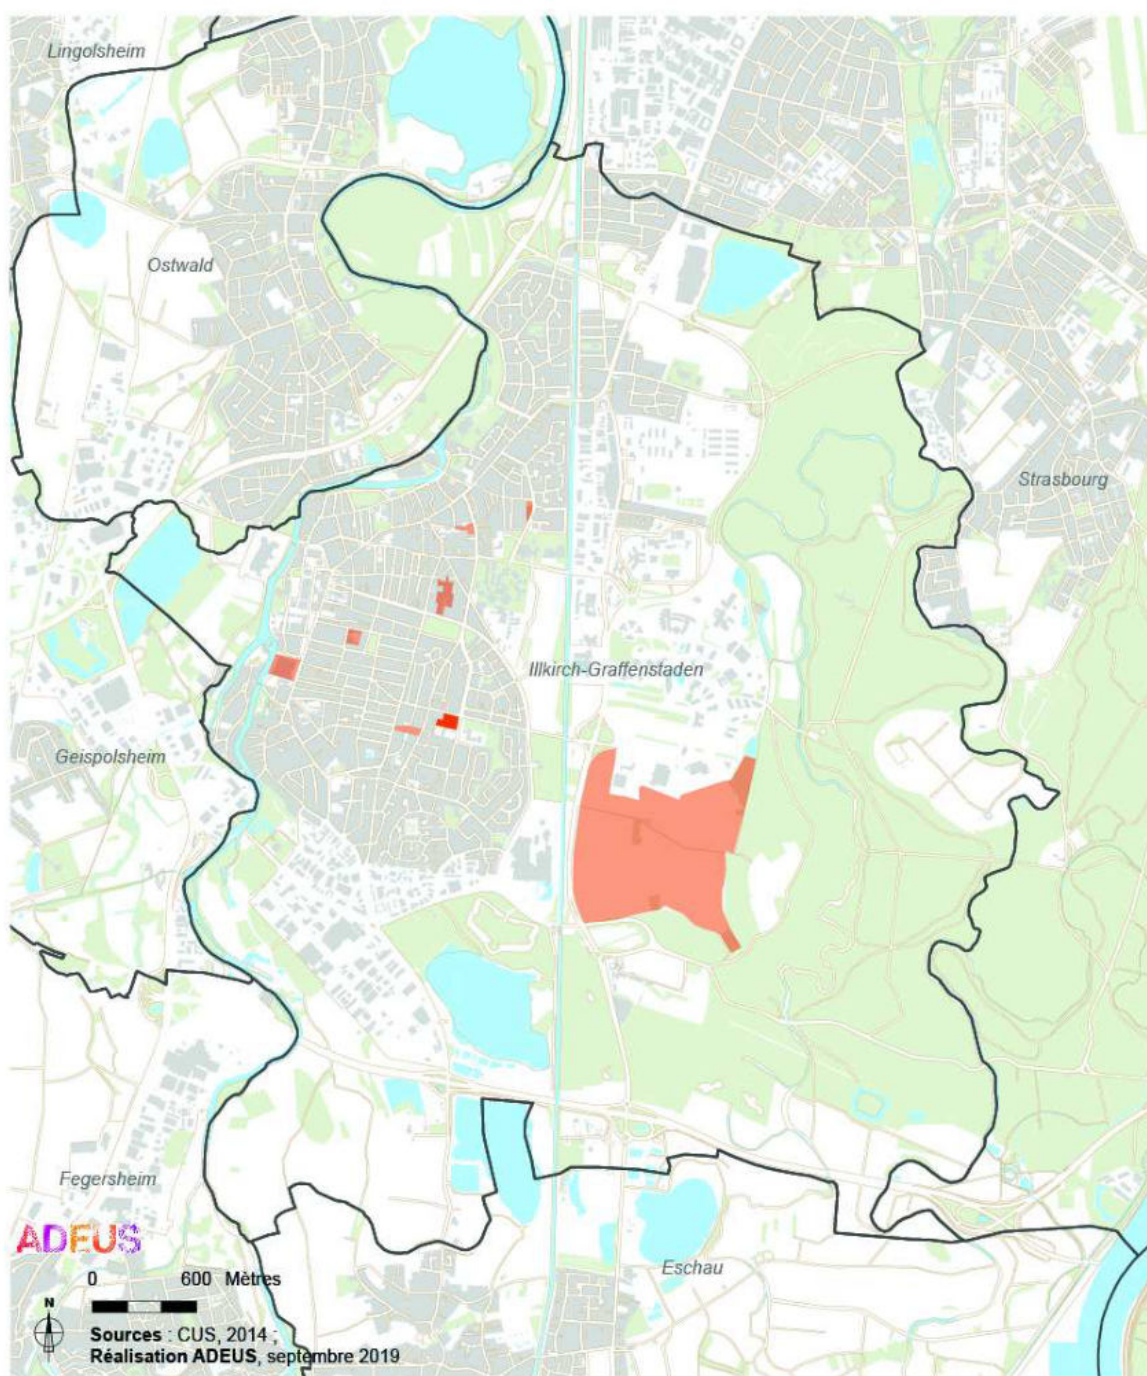 Lingolsheim
Ostwald
Strasbourg
Illkirch-Graffenstaden
Geispolsheim
Fegersheim
ADEUS
Eschau
0 600 Mètres
N
Sources : CUS, 2014 ;
Réalisation ADEUS, septembre 2019